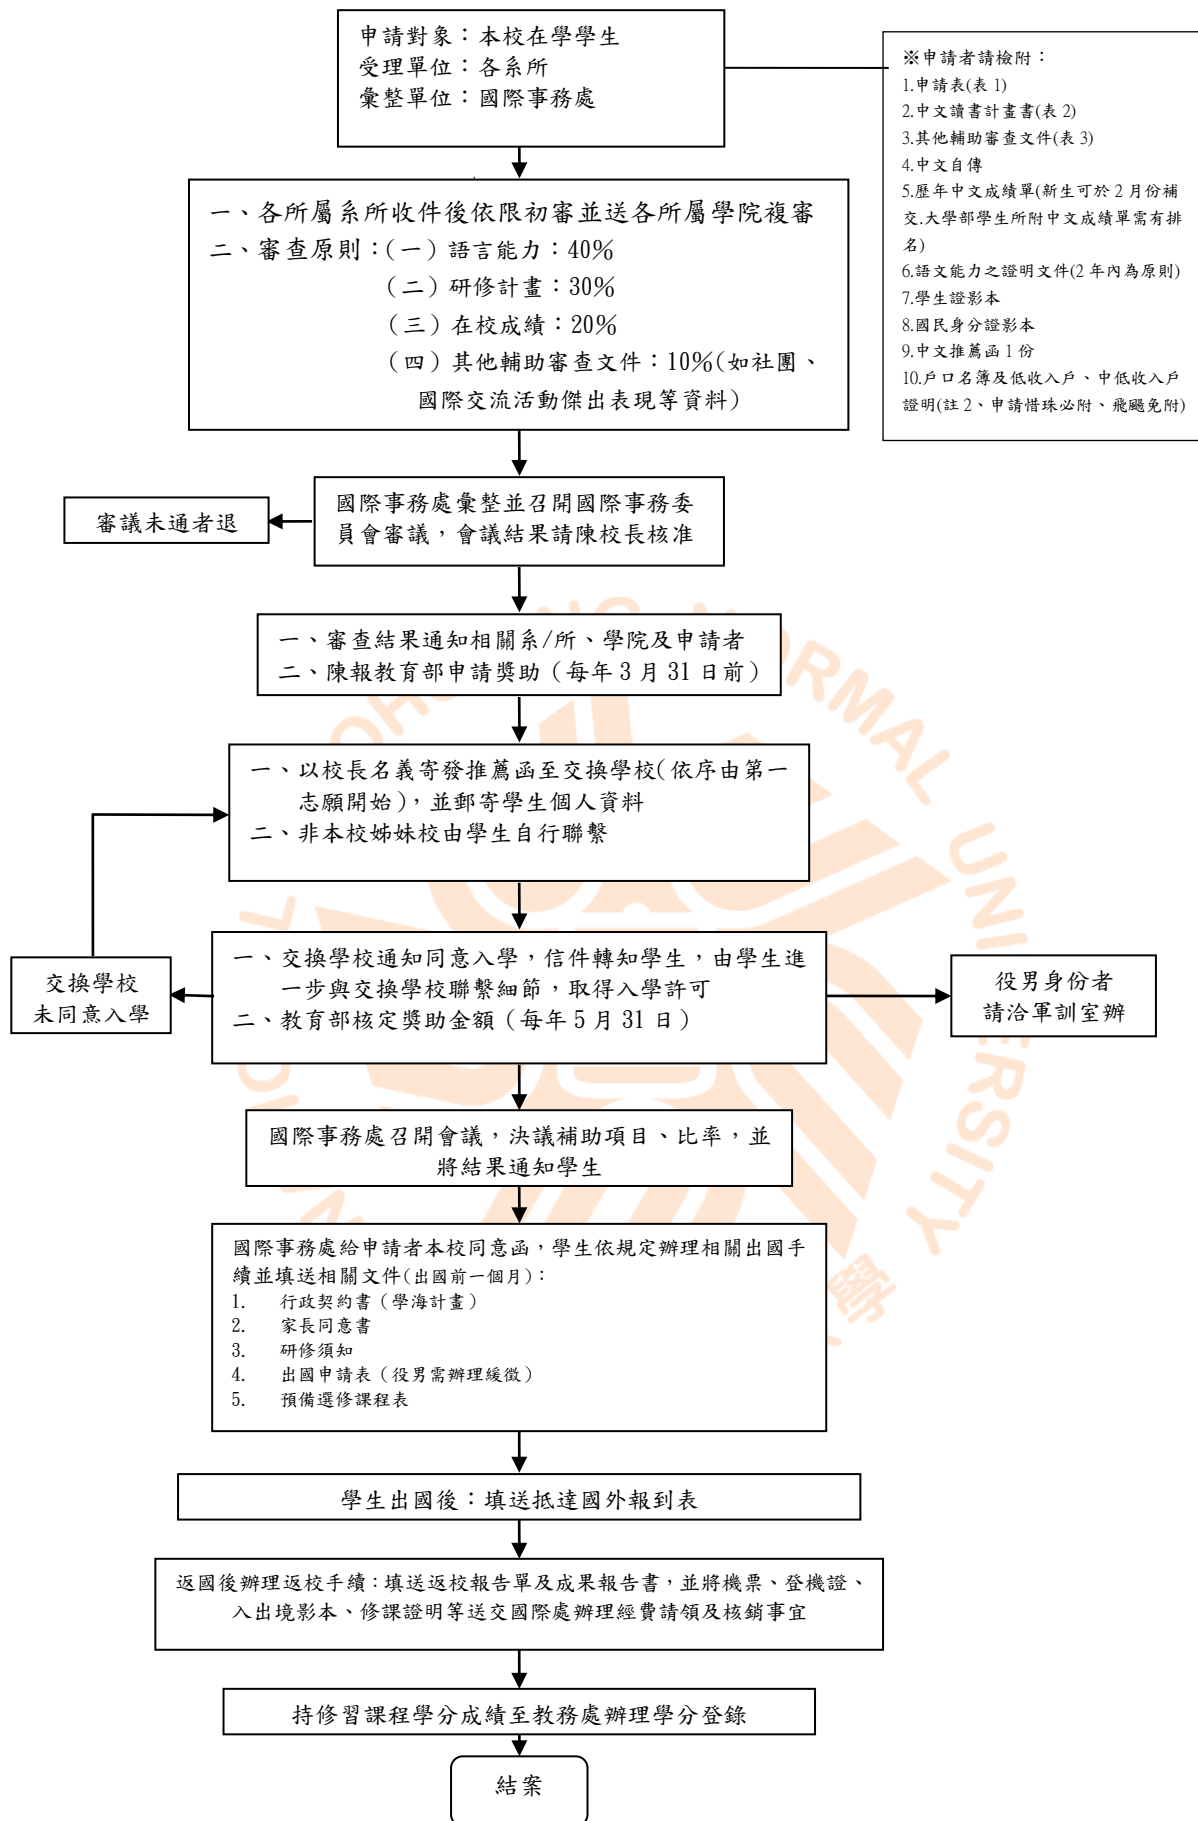 申請對象：本校在學學生
受理單位：各系所
彙整單位：國際事務處
※申請者請檢附：
1.申請表(表 1)
2.中文讀書計畫書(表 2)
3.其他輔助審查文件(表 3)
4.中文自傳
5.歷年中文成績單(新生可於 2 月份補
交.大學部學生所附中文成績單需有排
名)
6.語文能力之證明文件(2 年內為原則)
7.學生證影本
8.國民身分證影本
9.中文推薦函 1 份
10.戶口名簿及低收入戶、中低收入戶
證明(註 2、申請惜珠必附、飛颺免附)
一、各所屬系所收件後依限初審並送各所屬學院複審
二、審查原則：(一）語言能力：40%
（二）研修計畫：30%
（三）在校成績：20%
（四）其他輔助審查文件：10%(如社團、
國際交流活動傑出表現等資料）
國際事務處彙整並召開國際事務委
員會審議，會議結果請陳校長核准
審議未通者退
一、審查結果通知相關系/所、學院及申請者
二、陳報教育部申請獎助（每年 3 月 31 日前）
一、以校長名義寄發推薦函至交換學校(依序由第一
志願開始)，並郵寄學生個人資料
二、非本校姊妹校由學生自行聯繫
交換學校
未同意入學
一、交換學校通知同意入學，信件轉知學生，由學生進
一步與交換學校聯繫細節，取得入學許可
二、教育部核定獎助金額（每年 5 月 31 日）
役男身份者
請洽軍訓室辦
國際事務處召開會議，決議補助項目、比率，並
將結果通知學生
國際事務處給申請者本校同意函，學生依規定辦理相關出國手
續並填送相關文件(出國前一個月)：
1. 行政契約書（學海計畫）
2. 家長同意書
3. 研修須知
4. 出國申請表（役男需辦理緩徵）
5. 預備選修課程表
學生出國後：填送抵達國外報到表
返國後辦理返校手續：填送返校報告單及成果報告書，並將機票、登機證、
入出境影本、修課證明等送交國際處辦理經費請領及核銷事宜
持修習課程學分成績至教務處辦理學分登錄
結案